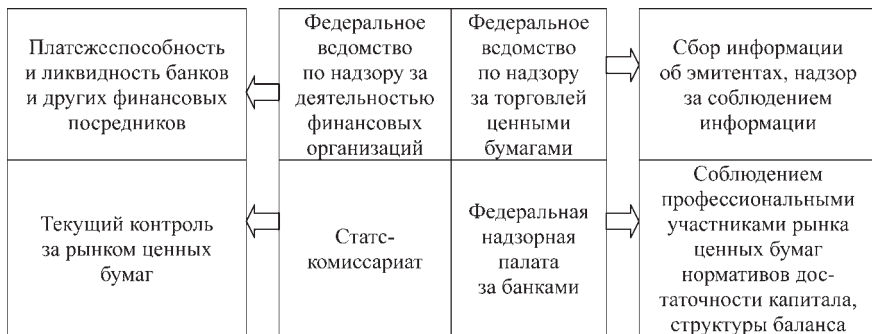 Платежеспособность
и ликвидность банков
и других финансовых
посредников
Федеральное
ведомство
по надзору за
деятельностью
финансовых
организаций
Федеральное
ведомство
по надзору
за торговлей
ценными
бумагами
Сбор информации
об эмитентах, надзор
за соблюдением
информации
Текущий контроль
за рынком ценных
бумаг
Статс-
комиссариат
Федеральная
надзорная
палата
за банками
Соблюдением
профессиональными
участниками рынка
ценных бумаг
нормативов дос-
таточности капитала,
структуры баланса